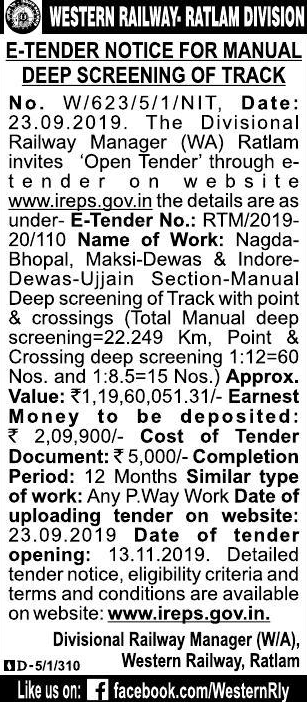 WESTERN RAILWAY- RATLAM DIVISION
E-TENDER NOTICE FOR MANUAL
DEEP SCREENING OF TRACK
No. W/623/5/1/NIT, Date:
23.09.2019. The Divisional
Railway Manager (WA) Ratlam
invites 'Open Tender' through e-
tender on website
www.ireps.gov.in the details are as
under- E-Tender No.: RTM/2019-
20/110 Name of Work: Nagda-
Bhopal, Maksi-Dewas & Indore-
Dewas-Ujjain Section-Manual
Deep screening of Track with point
& crossings (Total Manual deep
screening=22.249 Km, Point &
Crossing deep screening 1:12=60
Nos. and 1:8.5=15 Nos.) Approx.
Value: ₹1,19,60,051.31/- Earnest
Money to be deposited:
₹ 2,09,900/- Cost of Tender
Document: ₹ 5,000/- Completion
Period: 12 Months Similar type
of work: Any P.Way Work Date of
uploading tender on website:
23.09.2019 Date of tender
opening: 13.11.2019. Detailed
tender notice, eligibility criteria and
terms and conditions are available
on website: www.ireps.gov.in.
Divisional Railway Manager (W/A),
D-5/1/310 Western Railway, Ratlam
Like us on: f facebook.com/WesternRly